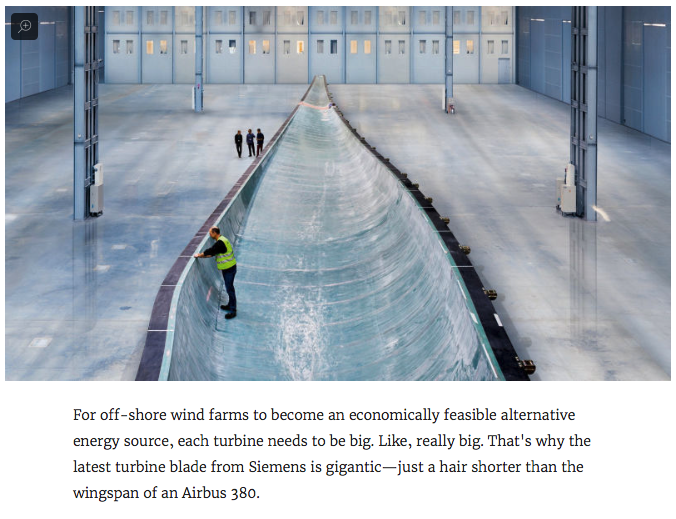 For off-shore wind farms to become an economically feasible alternative
energy source, each turbine needs to be big. Like, really big. That's why the
latest turbine blade from Siemens is gigantic—just a hair shorter than the
wingspan of an Airbus 380.